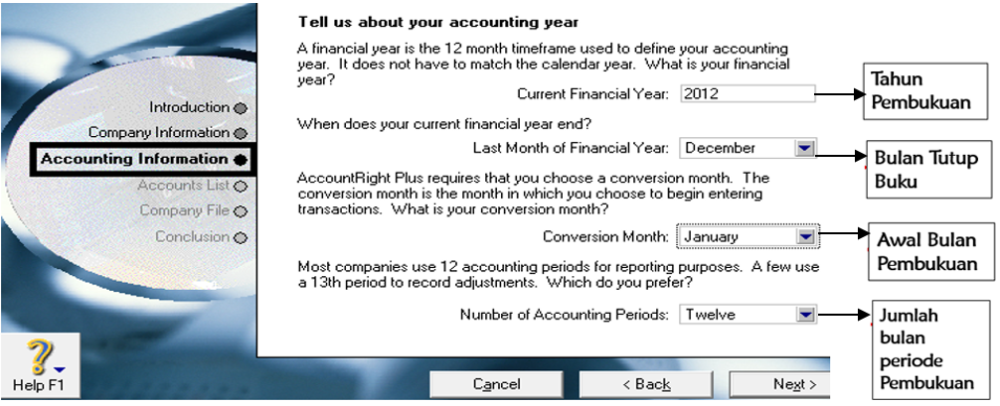 Tell us about your accounting year
A financial year is the 12 month timeframe used to define your accounting
year. It does not have to match the calendar year. What is your financial
year?
Current Financial Year: 2012
Tahun
Pembukuan
When does your current financial year end?
Last Month of Financial Year: December
Bulan Tutup
Buku
AccountRight Plus requires that you choose a conversion month. The
conversion month is the month in which you choose to begin entering
transactions. What is your conversion month?
Conversion Month: January
Awal Bulan
Pembukuan
Most companies use 12 accounting periods for reporting purposes. A few use
a 13th period to record adjustments. Which do you prefer?
Number of Accounting Periods: Twelve
Jumlah
bulan
periode
Pembukuan
Introduction
Company Information
Accounting Information
Accounts List
Company File
Conclusion
Help F1
Cancel
< Back
Next >